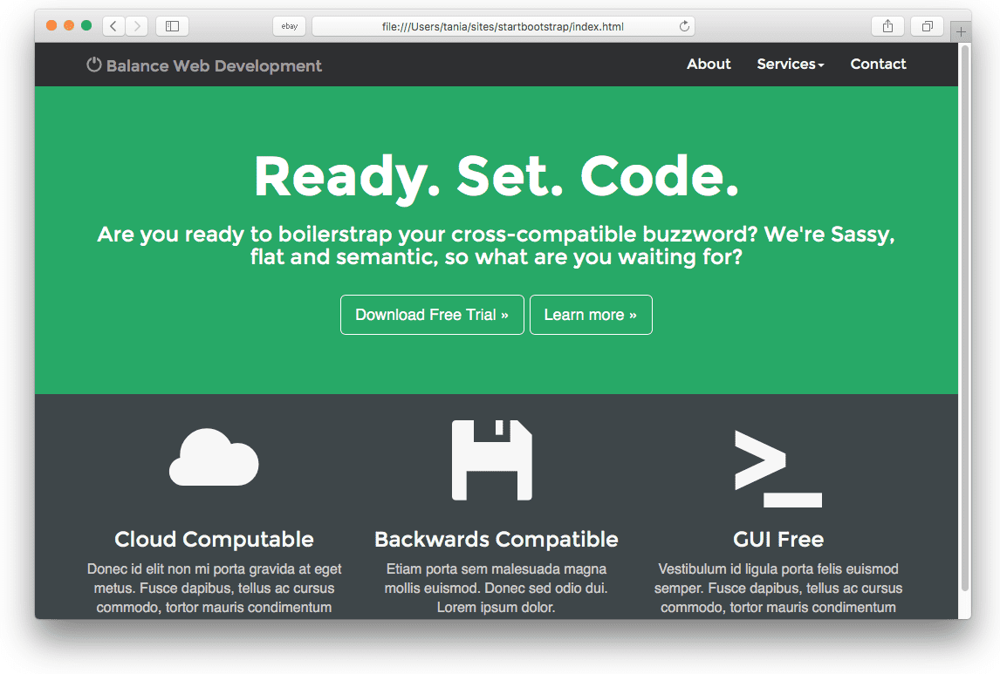 ebay
file:///Users/tania/sites/startbootstrap/index.html
Balance Web Development
About
Services
Contact
Ready. Set. Code.
Are you ready to boilerstrap your cross-compatible buzzword? We're Sassy,
flat and semantic, so what are you waiting for?
Download Free Trial »
Learn more »
>_
Cloud Computable
Backwards Compatible
GUI Free
Donec id elit non mi porta gravida at eget
metus. Fusce dapibus, tellus ac cursus
commodo, tortor mauris condimentum
Etiam porta sem malesuada magna
mollis euismod. Donec sed odio dui.
Lorem ipsum dolor.
Vestibulum id ligula porta felis euismod
semper. Fusce dapibus, tellus ac cursus
commodo, tortor mauris condimentum